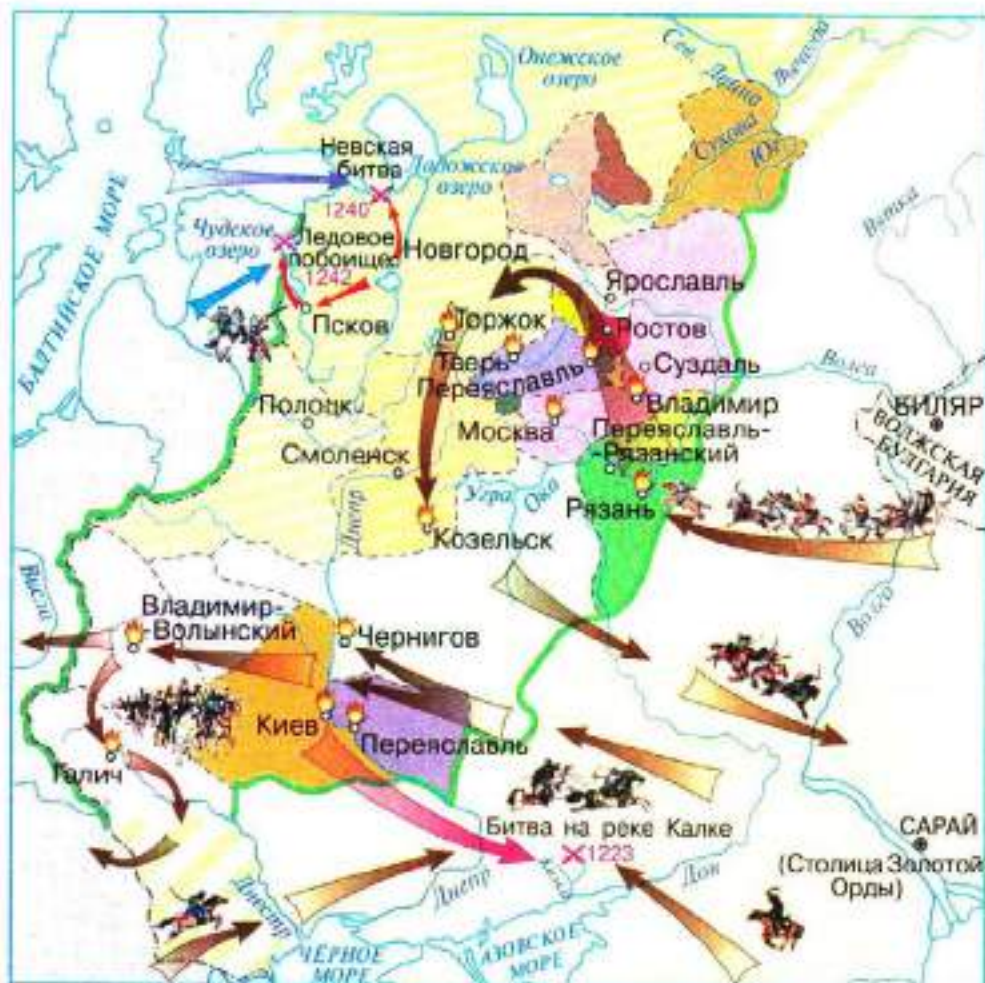 Онежское
озеро
Сев. Двина
Вычегда
Сухона
Юг
Невская
битва
Ладожская
озеро
1240
Вятка
БАЛТИЙСКОЕ МОРЕ
Чудское
озеро
Ледовое
побоище
1242
Новгород
Псков
Ярославль
Торжок
Ростов
Тверь
Переяславль
Суздаль
Волга
Полоцк
Владимир
БИЛЯР
Москва
Переяславль-
-Рязанский
ВОЛЖСКАЯ
БУЛГАРИЯ
Смоленск
Угра
Ока
Рязань
Днепр
Козельск
Висла
Волга
Владимир-
-Волынский
Чернигов
Киев
Переяславль
Галич
Битва на реке Калке
1223
САРАЙ
(Столица Золотой
Орды)
Днепр
Дон
Днестр
ЧЁРНОЕ
МОРЕ
АЗОВСКОЕ
МОРЕ